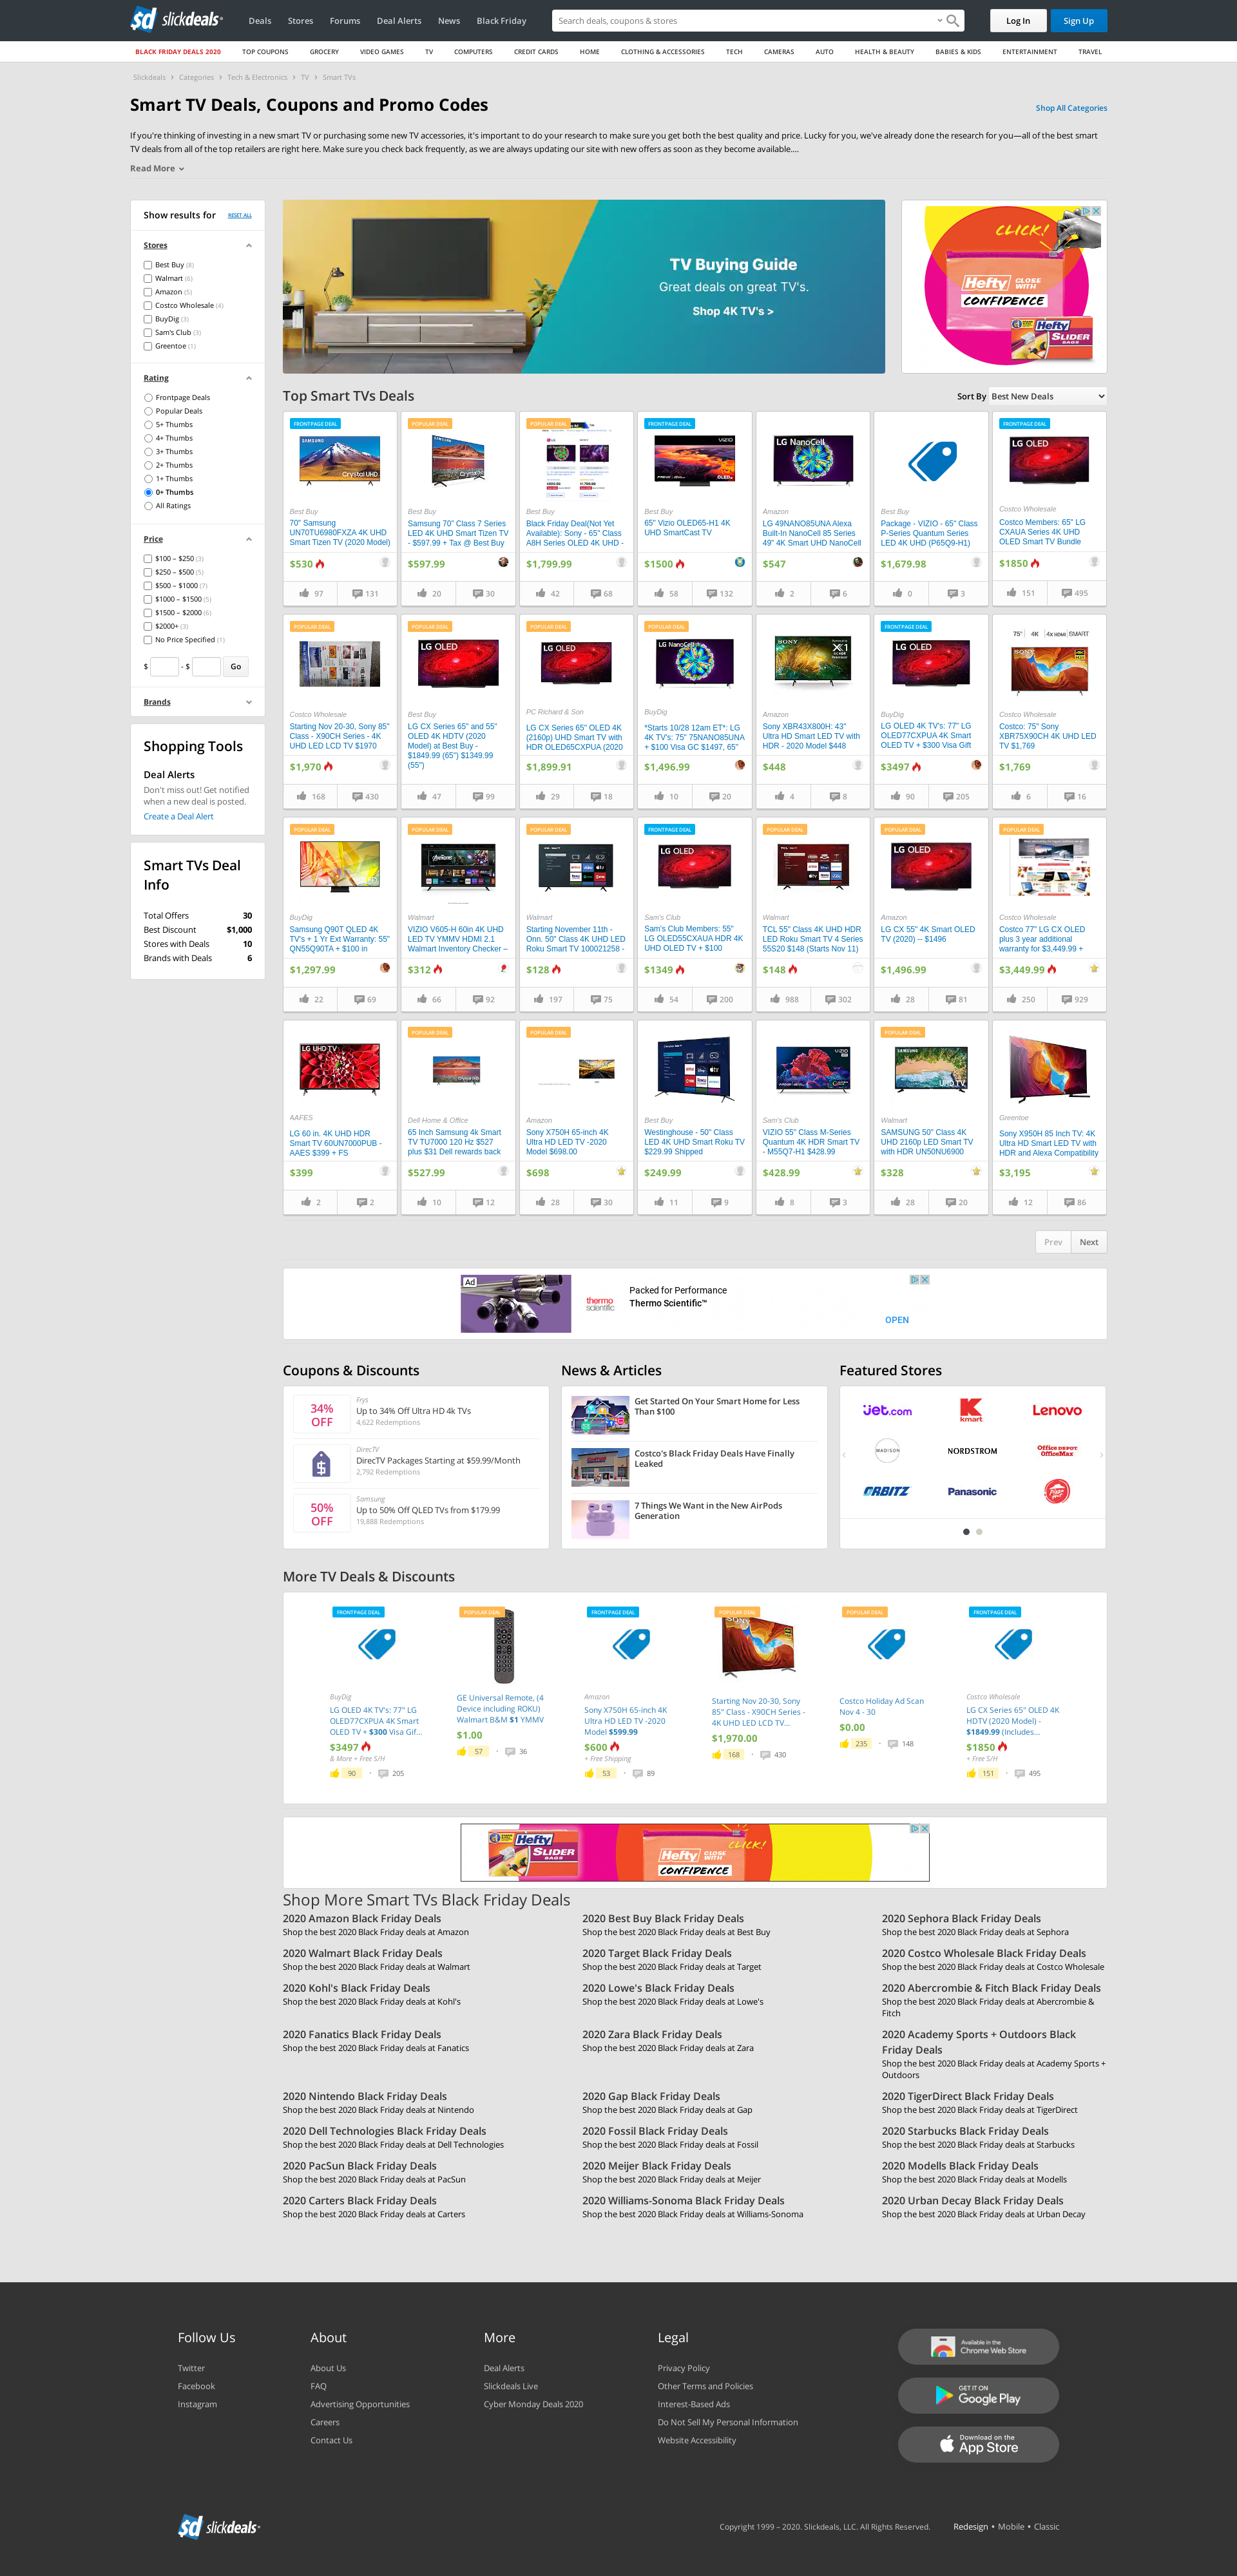 slickdeals
Deals Stores Forums Deal Alerts News Black Friday
Search deals, coupons & stores
Log In
Sign Up
BLACK FRIDAY DEALS 2020 TOP COUPONS GROCERY VIDEO GAMES TV COMPUTERS CREDIT CARDS HOME CLOTHING & ACCESSORIES TECH CAMERAS AUTO HEALTH & BEAUTY BABIES & KIDS ENTERTAINMENT TRAVEL
Slickdeals › Categories › Tech & Electronics › TV › Smart TVs
Smart TV Deals, Coupons and Promo Codes
Shop All Categories
If you're thinking of investing in a new smart TV or purchasing some new TV accessories, it's important to do your research to make sure you get both the best quality and price. Lucky for you, we've already done the research for you—all of the best smart
TV deals from all of the top retailers are right here. Make sure you check back frequently, as we are always updating our site with new offers as soon as they become available....
Read More
Show results for
RESET ALL
Stores
Best Buy (8)
Walmart (6)
Amazon (5)
Costco Wholesale (4)
BuyDig (3)
Sam's Club (3)
Greentoe (1)
Rating
Frontpage Deals
Popular Deals
5+ Thumbs
4+ Thumbs
3+ Thumbs
2+ Thumbs
1+ Thumbs
0+ Thumbs
All Ratings
Price
$100 – $250 (3)
$250 – $500 (5)
$500 – $1000 (7)
$1000 – $1500 (5)
$1500 – $2000 (6)
$2000+ (3)
No Price Specified (1)
$ - $ Go
Brands
Shopping Tools
Deal Alerts
Don't miss out! Get notified
when a new deal is posted.
Create a Deal Alert
Smart TVs Deal
Info
Total Offers 30
Best Discount $1,000
Stores with Deals 10
Brands with Deals 6
TV Buying Guide
Great deals on great TV's.
Shop 4K TV's >
CLICK!
Hefty
CLOSE WITH
CONFIDENCE
Hefty
SLIDER
BAGS
Top Smart TVs Deals
Sort By Best New Deals
FRONTPAGE DEAL
SAMSUNG
Crystal UHD
Best Buy
70" Samsung
UN70TU6980FXZA 4K UHD
Smart Tizen TV (2020 Model)
$530
97 131
POPULAR DEAL
Best Buy
Samsung 70" Class 7 Series
LED 4K UHD Smart Tizen TV
- $597.99 + Tax @ Best Buy
$597.99
20 30
POPULAR DEAL
Best Buy
Black Friday Deal(Not Yet
Available): Sony - 65" Class
A8H Series OLED 4K UHD -
$1,799.99
42 68
FRONTPAGE DEAL
VIZIO
OLED
Best Buy
65" Vizio OLED65-H1 4K
UHD SmartCast TV
$1500
58 132
LG NanoCell
Amazon
LG 49NANO85UNA Alexa
Built-In NanoCell 85 Series
49" 4K Smart UHD NanoCell
$547
2 6
Best Buy
Package - VIZIO - 65" Class
P-Series Quantum Series
LED 4K UHD (P65Q9-H1)
$1,679.98
0 3
FRONTPAGE DEAL
LG OLED
Costco Wholesale
Costco Members: 65" LG
CXAUA Series 4K UHD
OLED Smart TV Bundle
$1850
151 495
POPULAR DEAL
Costco Wholesale
Starting Nov 20-30, Sony 85"
Class - X90CH Series - 4K
UHD LED LCD TV $1970
$1,970
168 430
POPULAR DEAL
LG OLED
Best Buy
LG CX Series 65" and 55"
OLED 4K HDTV (2020
Model) at Best Buy -
$1849.99 (65") $1349.99
(55")
47 99
POPULAR DEAL
LG OLED
PC Richard & Son
LG CX Series 65" OLED 4K
(2160p) UHD Smart TV with
HDR OLED65CXPUA (2020
$1,899.91
29 18
POPULAR DEAL
LG NanoCell
BuyDig
*Starts 10/28 12am ET*: LG
4K TV's: 75" 75NANO85UNA
+ $100 Visa GC $1497, 65"
$1,496.99
10 20
SONY
X1
Amazon
Sony XBR43X800H: 43"
Ultra HD Smart LED TV with
HDR - 2020 Model $448
$448
4 8
FRONTPAGE DEAL
LG OLED
BuyDig
LG OLED 4K TV's: 77" LG
OLED77CXPUA 4K Smart
OLED TV + $300 Visa Gift
$3497
90 205
75" 4K 4x HDMI SMART
SONY
Costco Wholesale
Costco: 75" Sony
XBR75X90CH 4K UHD LED
TV $1,769
$1,769
6 16
POPULAR DEAL
BuyDig
Samsung Q90T QLED 4K
TV's + 1 Yr Ext Warranty: 55"
QN55Q90TA + $100 in
$1,297.99
22 69
POPULAR DEAL
Walmart
VIZIO V605-H 60in 4K UHD
LED TV YMMV HDMI 2.1
Walmart Inventory Checker –
$312
66 92
POPULAR DEAL
Walmart
Starting November 11th -
Onn. 50" Class 4K UHD LED
Roku Smart TV 100021258 -
$128
197 75
FRONTPAGE DEAL
LG OLED
Sam's Club
Sam's Club Members: 55"
LG OLED55CXAUA HDR 4K
UHD OLED TV + $100
$1349
54 200
POPULAR DEAL
Walmart
TCL 55" Class 4K UHD HDR
LED Roku Smart TV 4 Series
55S20 $148 (Starts Nov 11)
$148
988 302
POPULAR DEAL
LG OLED
Amazon
LG CX 55" 4K Smart OLED
TV (2020) -- $1496
$1,496.99
28 81
POPULAR DEAL
Costco Wholesale
Costco 77" LG CX OLED
plus 3 year additional
warranty for $3,449.99 +
$3,449.99
250 929
LG UHD TV
AAFES
LG 60 in. 4K UHD HDR
Smart TV 60UN7000PUB -
AAES $399 + FS
$399
2 2
POPULAR DEAL
Dell Home & Office
65 Inch Samsung 4k Smart
TV TU7000 120 Hz $527
plus $31 Dell rewards back
$527.99
10 12
POPULAR DEAL
Amazon
Sony X750H 65-inch 4K
Ultra HD LED TV -2020
Model $698.00
$698
28 30
Best Buy
Westinghouse - 50" Class
LED 4K UHD Smart Roku TV
$229.99 Shipped
$249.99
11 9
VIZIO
Sam's Club
VIZIO 55" Class M-Series
Quantum 4K HDR Smart TV
- M55Q7-H1 $428.99
$428.99
8 3
POPULAR DEAL
SAMSUNG
UHD TV
Walmart
SAMSUNG 50" Class 4K
UHD 2160p LED Smart TV
with HDR UN50NU6900
$328
28 20
Greentoe
Sony X950H 85 Inch TV: 4K
Ultra HD Smart LED TV with
HDR and Alexa Compatibility
$3,195
12 86
Prev Next
Ad
thermo
scientific
Packed for Performance
Thermo Scientific™
OPEN
Coupons & Discounts
34%
OFF
Frys
Up to 34% Off Ultra HD 4k TVs
4,622 Redemptions
DirecTV
DirecTV Packages Starting at $59.99/Month
2,792 Redemptions
50%
OFF
Samsung
Up to 50% Off QLED TVs from $179.99
19,888 Redemptions
News & Articles
Get Started On Your Smart Home for Less
Than $100
Costco's Black Friday Deals Have Finally
Leaked
7 Things We Want in the New AirPods
Generation
Featured Stores
jet.com
kmart
Lenovo
MADISON
NORDSTROM
Office DEPOT
OfficeMax
ORBITZ
Panasonic
More TV Deals & Discounts
FRONTPAGE DEAL
BuyDig
LG OLED 4K TV's: 77" LG
OLED77CXPUA 4K Smart
OLED TV + $300 Visa Gif...
$3497
& More + Free S/H
90 · 205
POPULAR DEAL
GE Universal Remote, (4
Device including ROKU)
Walmart B&M $1 YMMV
$1.00
57 · 36
FRONTPAGE DEAL
Amazon
Sony X750H 65-inch 4K
Ultra HD LED TV -2020
Model $599.99
$600
+ Free Shipping
53 · 89
POPULAR DEAL
SONY
Starting Nov 20-30, Sony
85" Class - X90CH Series -
4K UHD LED LCD TV...
$1,970.00
168 · 430
POPULAR DEAL
Costco Holiday Ad Scan
Nov 4 - 30
$0.00
235 · 148
FRONTPAGE DEAL
Costco Wholesale
LG CX Series 65" OLED 4K
HDTV (2020 Model) -
$1849.99 (Includes...
$1850
+ Free S/H
151 · 495
Hefty
SLIDER
BAGS
Hefty
CLOSE WITH
CONFIDENCE
CLICK!
Shop More Smart TVs Black Friday Deals
2020 Amazon Black Friday Deals
Shop the best 2020 Black Friday deals at Amazon
2020 Best Buy Black Friday Deals
Shop the best 2020 Black Friday deals at Best Buy
2020 Sephora Black Friday Deals
Shop the best 2020 Black Friday deals at Sephora
2020 Walmart Black Friday Deals
Shop the best 2020 Black Friday deals at Walmart
2020 Target Black Friday Deals
Shop the best 2020 Black Friday deals at Target
2020 Costco Wholesale Black Friday Deals
Shop the best 2020 Black Friday deals at Costco Wholesale
2020 Kohl's Black Friday Deals
Shop the best 2020 Black Friday deals at Kohl's
2020 Lowe's Black Friday Deals
Shop the best 2020 Black Friday deals at Lowe's
2020 Abercrombie & Fitch Black Friday Deals
Shop the best 2020 Black Friday deals at Abercrombie &
Fitch
2020 Fanatics Black Friday Deals
Shop the best 2020 Black Friday deals at Fanatics
2020 Zara Black Friday Deals
Shop the best 2020 Black Friday deals at Zara
2020 Academy Sports + Outdoors Black
Friday Deals
Shop the best 2020 Black Friday deals at Academy Sports +
Outdoors
2020 Nintendo Black Friday Deals
Shop the best 2020 Black Friday deals at Nintendo
2020 Gap Black Friday Deals
Shop the best 2020 Black Friday deals at Gap
2020 TigerDirect Black Friday Deals
Shop the best 2020 Black Friday deals at TigerDirect
2020 Dell Technologies Black Friday Deals
Shop the best 2020 Black Friday deals at Dell Technologies
2020 Fossil Black Friday Deals
Shop the best 2020 Black Friday deals at Fossil
2020 Starbucks Black Friday Deals
Shop the best 2020 Black Friday deals at Starbucks
2020 PacSun Black Friday Deals
Shop the best 2020 Black Friday deals at PacSun
2020 Meijer Black Friday Deals
Shop the best 2020 Black Friday deals at Meijer
2020 Modells Black Friday Deals
Shop the best 2020 Black Friday deals at Modells
2020 Carters Black Friday Deals
Shop the best 2020 Black Friday deals at Carters
2020 Williams-Sonoma Black Friday Deals
Shop the best 2020 Black Friday deals at Williams-Sonoma
2020 Urban Decay Black Friday Deals
Shop the best 2020 Black Friday deals at Urban Decay
Follow Us
Twitter
Facebook
Instagram
About
About Us
FAQ
Advertising Opportunities
Careers
Contact Us
More
Deal Alerts
Slickdeals Live
Cyber Monday Deals 2020
Legal
Privacy Policy
Other Terms and Policies
Interest-Based Ads
Do Not Sell My Personal Information
Website Accessibility
Available in the
Chrome Web Store
GET IT ON
Google Play
Download on the
App Store
slickdeals
Copyright 1999 – 2020. Slickdeals, LLC. All Rights Reserved.
Redesign • Mobile • Classic